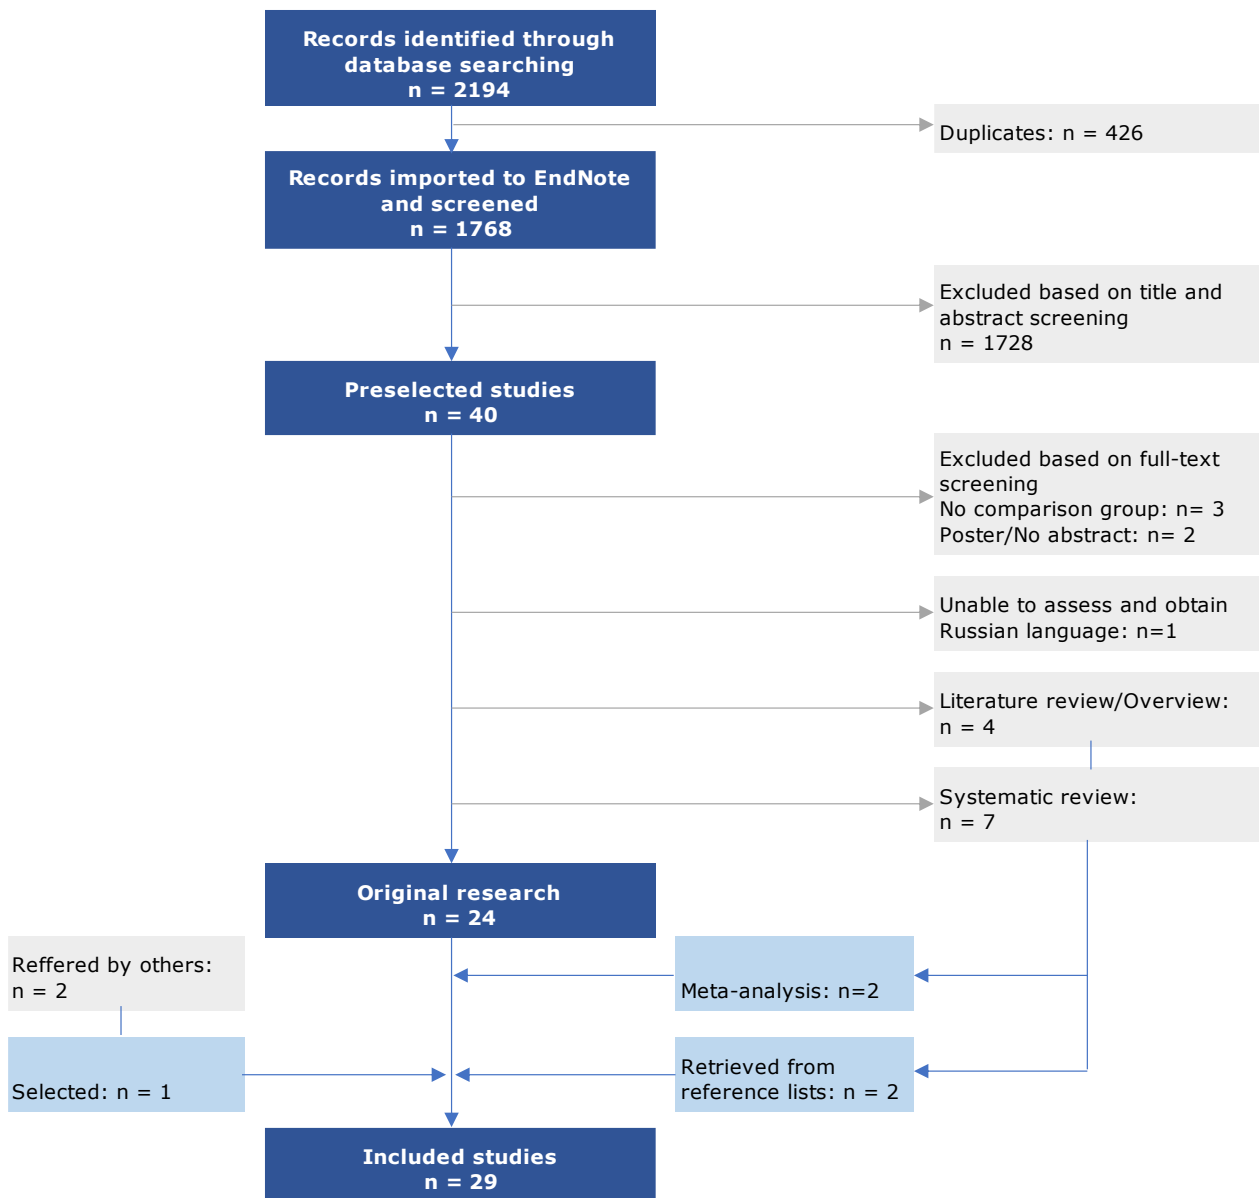 Records identified through
database searching
n = 2194
Duplicates: n = 426
Records imported to EndNote
and screened
n = 1768
Excluded based on title and
abstract screening
n = 1728
Preselected studies
n = 40
Excluded based on full-text
screening
No comparison group: n= 3
Poster/No abstract: n= 2
Unable to assess and obtain
Russian language: n=1
Literature review/Overview:
n = 4
Systematic review:
n = 7
Original research
n = 24
Reffered by others:
n = 2
Meta-analysis: n=2
Selected: n = 1
Retrieved from
reference lists: n = 2
Included studies
n = 29